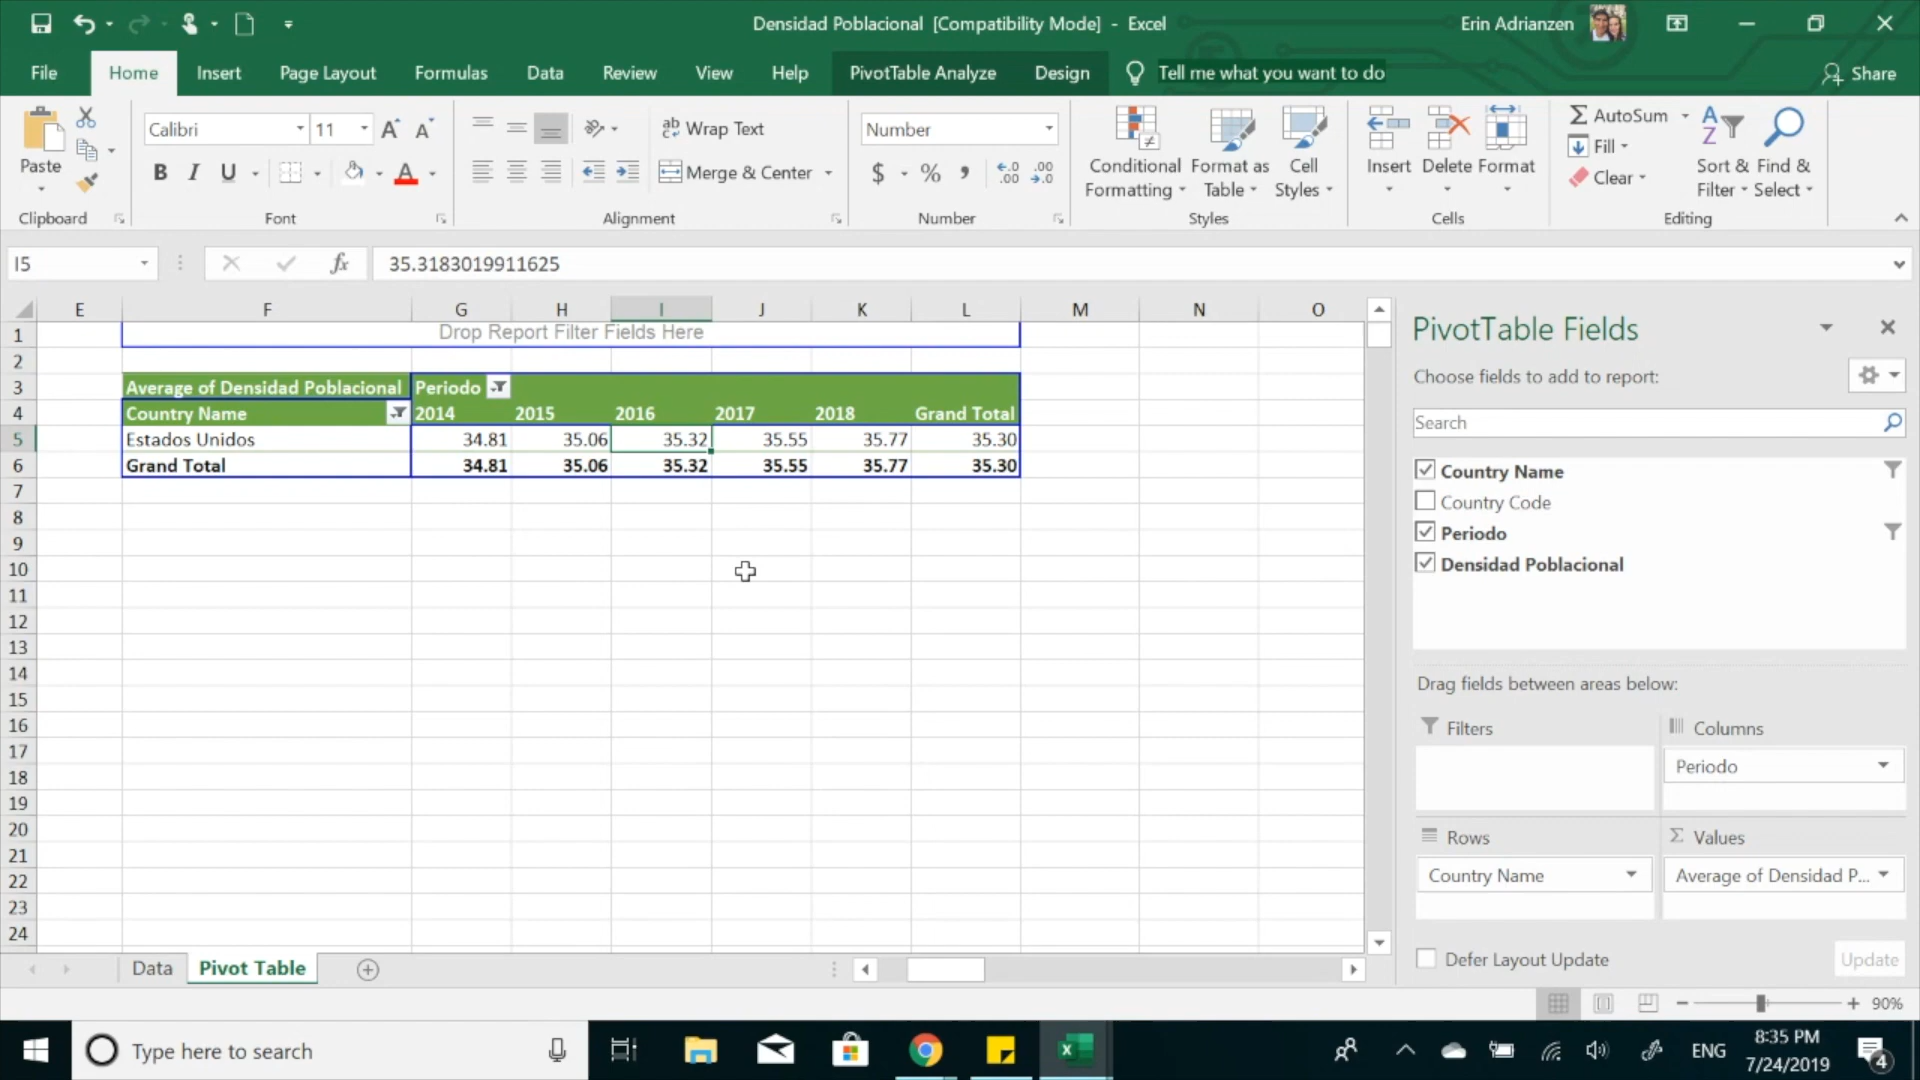 Densidad Poblacional [Compatibility Mode] - Excel
Erin Adrianzen
File Home Insert Page Layout Formulas Data Review View Help PivotTable Analyze Design Tell me what you want to do Share
Paste
Clipboard
Calibri 11
B I U
Font
Wrap Text
Merge & Center
Alignment
Number
$ % ,
Number
Conditional Formatting
Format as Table
Cell Styles
Styles
Insert Delete Format
Cells
AutoSum
Fill
Clear
Sort & Filter
Find & Select
Editing
I5 fx 35.3183019911625
E F G H I J K L M N O
1 Drop Report Filter Fields Here
2
3 Average of Densidad Poblacional Periodo
4 Country Name 2014 2015 2016 2017 2018 Grand Total
5 Estados Unidos 34.81 35.06 35.32 35.55 35.77 35.30
6 Grand Total 34.81 35.06 35.32 35.55 35.77 35.30
7
8
9
10
11
12
13
14
15
16
17
18
19
20
21
22
23
24
PivotTable Fields
Choose fields to add to report:
Search
Country Name
Country Code
Periodo
Densidad Poblacional
Drag fields between areas below:
Filters
Columns
Periodo
Rows
Values
Country Name
Average of Densidad P...
Defer Layout Update
Update
Data Pivot Table
90%
Type here to search
ENG
8:35 PM
7/24/2019
4